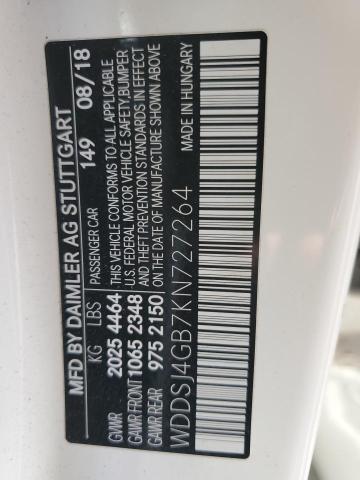 MFD BY DAIMLER AG STUTTGART
149 08/18
KG LBS PASSENGER CAR
GVWR 2025 4464
GAWR FRONT 1065 2348
GAWR REAR 975 2150
THIS VEHICLE CONFORMS TO ALL APPLICABLE
U.S. FEDERAL MOTOR VEHICLE SAFETY,BUMPER
AND THEFT PREVENTION STANDARDS IN EFFECT
ON THE DATE OF MANUFACTURE SHOWN ABOVE
MADE IN HUNGARY
WDDSJ4GB7KN727264